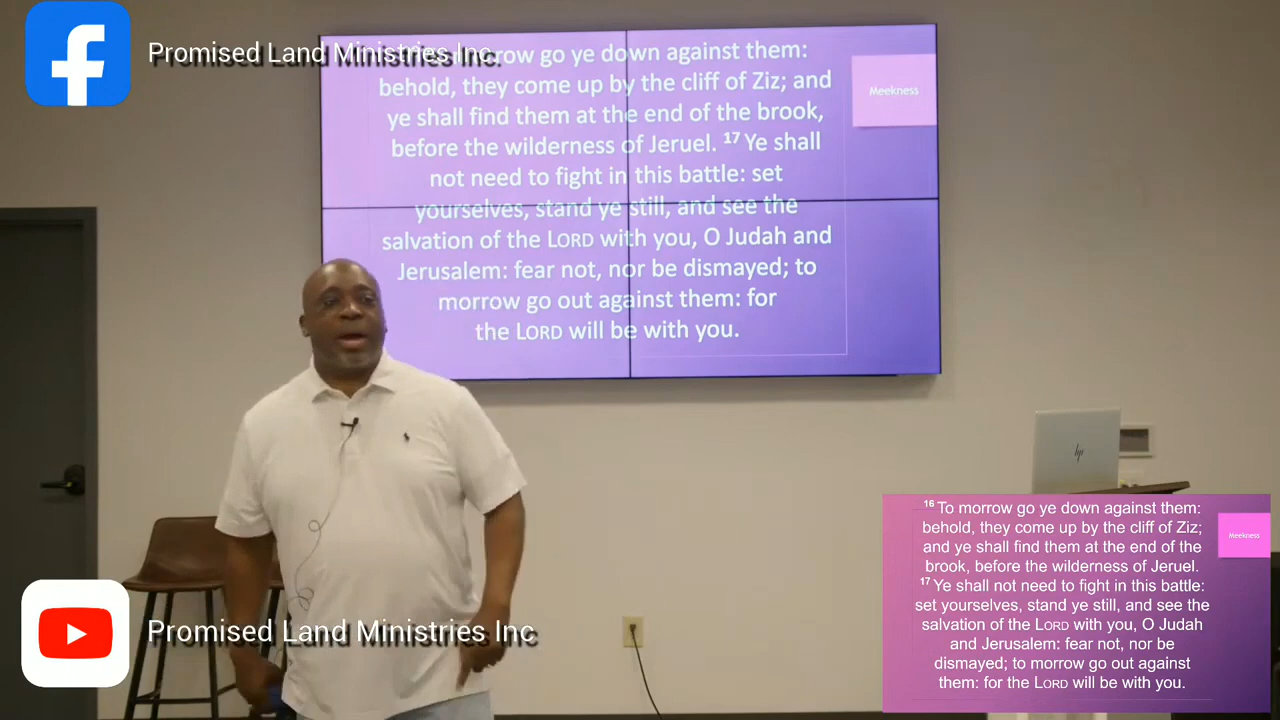 Promised Land Ministries Inc.
morrow go ye down against them:
behold, they come up by the cliff of Ziz; and
ye shall find them at the end of the brook,
before the wilderness of Jeruel. 17 Ye shall
not need to fight in this battle: set
yourselves, stand ye still, and see the
salvation of the LORD with you, O Judah and
Jerusalem: fear not, nor be dismayed; to
morrow go out against them: for
the LORD will be with you.
Meekness
hp
16 To morrow go ye down against them:
behold, they come up by the cliff of Ziz;
and ye shall find them at the end of the
brook, before the wilderness of Jeruel.
17 Ye shall not need to fight in this battle:
set yourselves, stand ye still, and see the
salvation of the LORD with you, O Judah
and Jerusalem: fear not, nor be
dismayed; to morrow go out against
them: for the LORD will be with you.
Meekness
Promised Land Ministries Inc